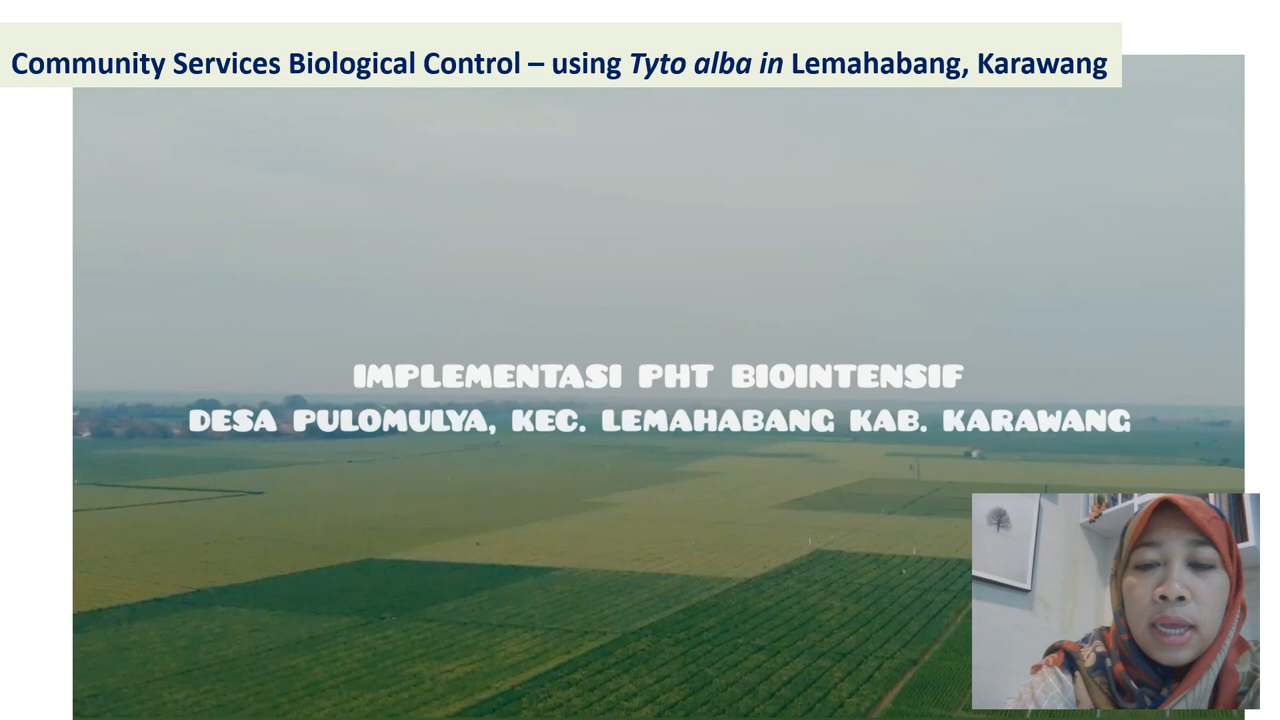 Community Services Biological Control – using Tyto alba in Lemahabang, Karawang
IMPLEMENTASI PHT BIOINTENSIF
DESA PULOMULYA, KEC. LEMAHABANG KAB. KARAWANG